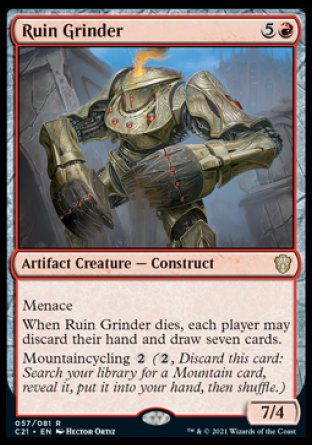 Ruin Grinder 5
Artifact Creature — Construct
Menace
When Ruin Grinder dies, each player may
discard their hand and draw seven cards.
Mountaincycling 2 (2, Discard this card:
Search your library for a Mountain card,
reveal it, put it into your hand, then shuffle.)
057/081 R
C21 • EN Hector Ortiz ™ & © 2021 Wizards of the Coast
7/4